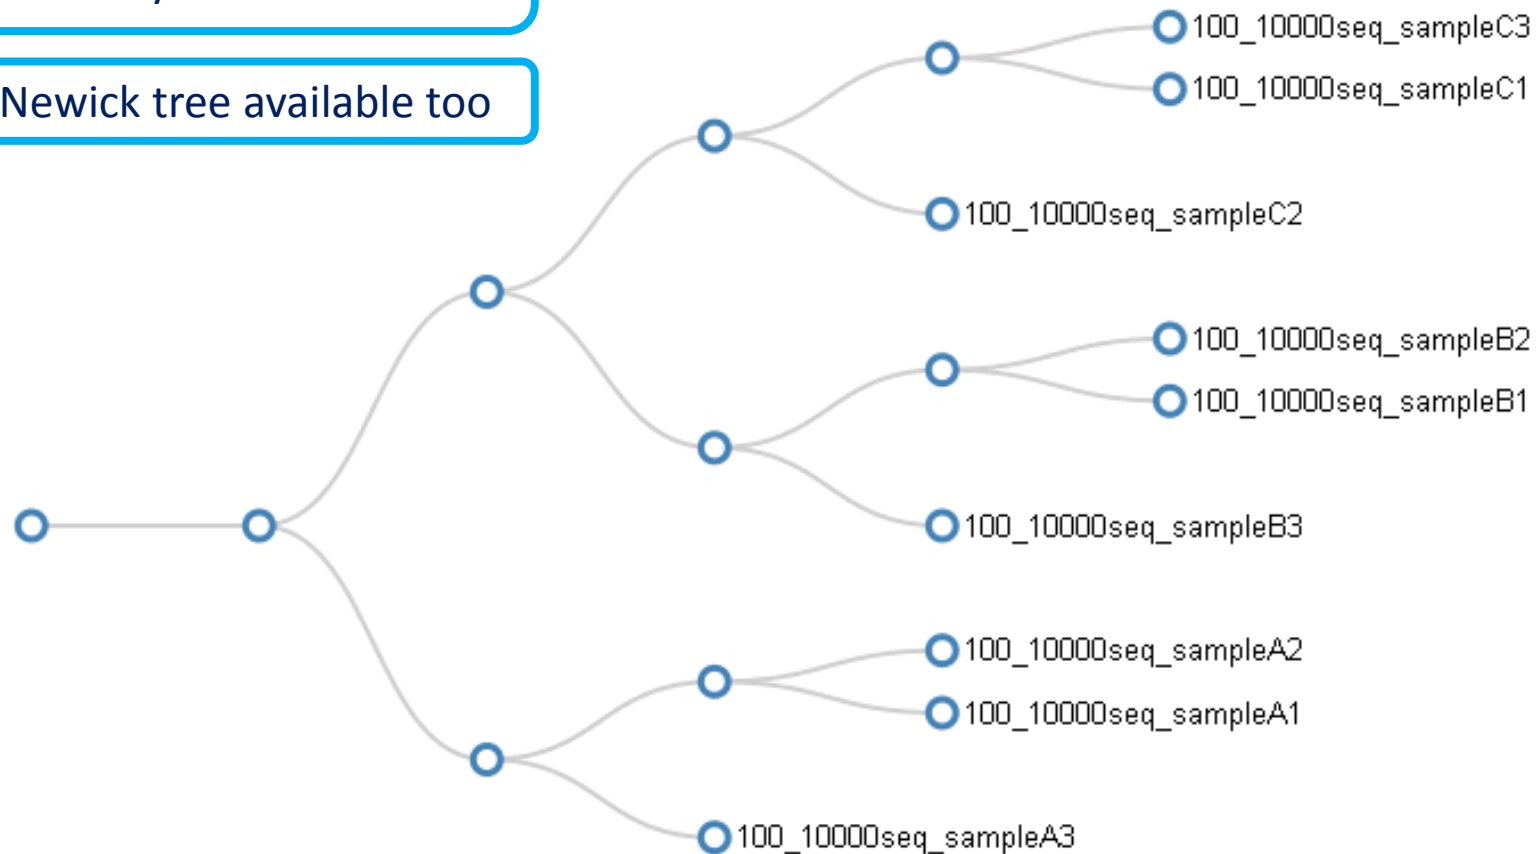 Newick tree available too
100_10000seq_sampleC3
100_10000seq_sampleC1
100_10000seq_sampleC2
100_10000seq_sampleB2
100_10000seq_sampleB1
100_10000seq_sampleB3
100_10000seq_sampleA2
100_10000seq_sampleA1
100_10000seq_sampleA3